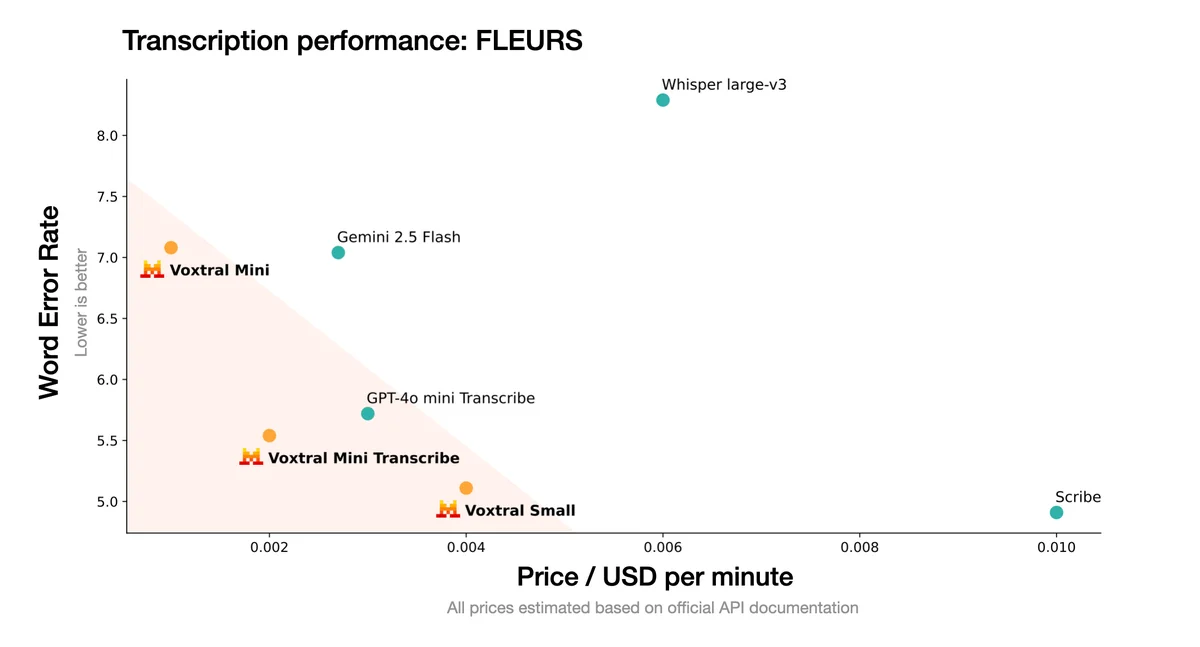 Transcription performance: FLEURS
Whisper large-v3
8.0
7.5
Gemini 2.5 Flash
7.0
Voxtral Mini
Word Error Rate
Lower is better
6.5
6.0
GPT-4o mini Transcribe
5.5
Voxtral Mini Transcribe
5.0
Voxtral Small
Scribe
0.002 0.004 0.006 0.008 0.010
Price / USD per minute
All prices estimated based on official API documentation